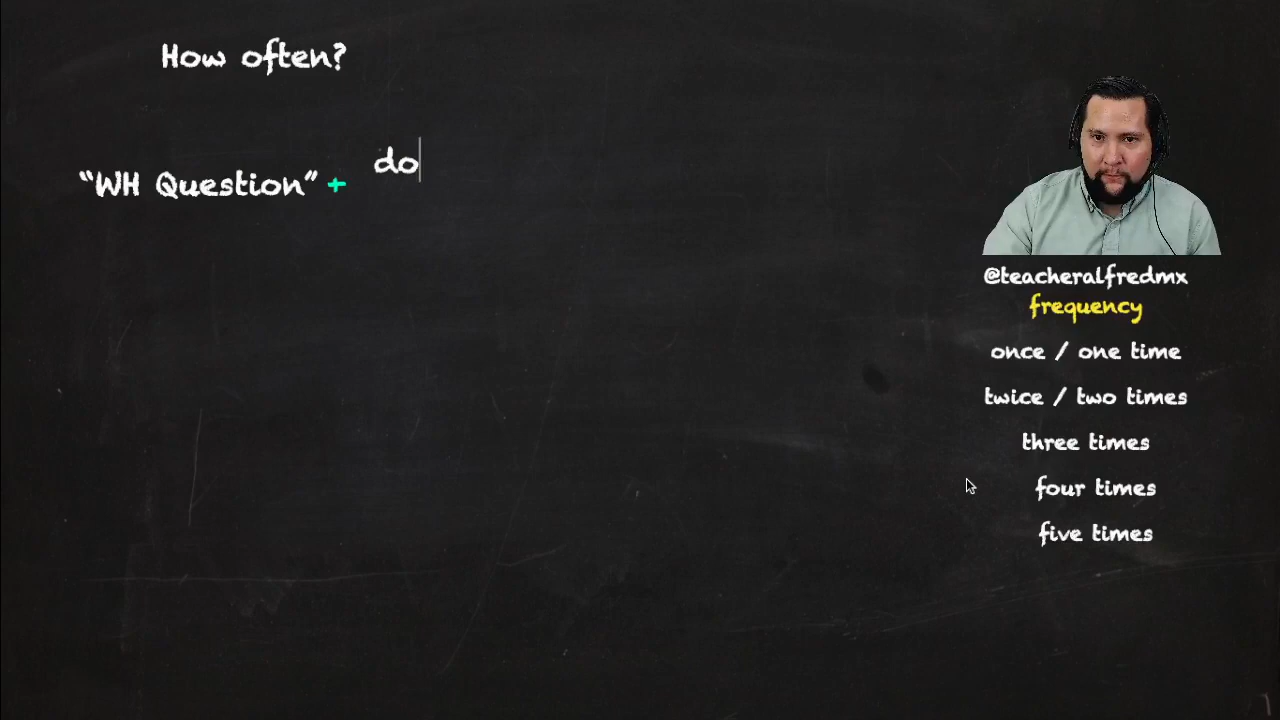 How often?
"WH Question" +
do
@teacheralfredmx
frequency
once / one time
twice / two times
three times
four times
five times